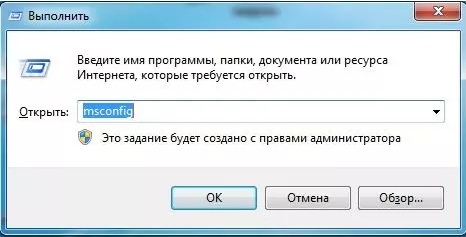 Выполнить
Введите имя программы, папки, документа или ресурса
Интернета, которые требуется открыть.
Открыть: msconfig
Это задание будет создано с правами администратора
ОК Отмена Обзор...